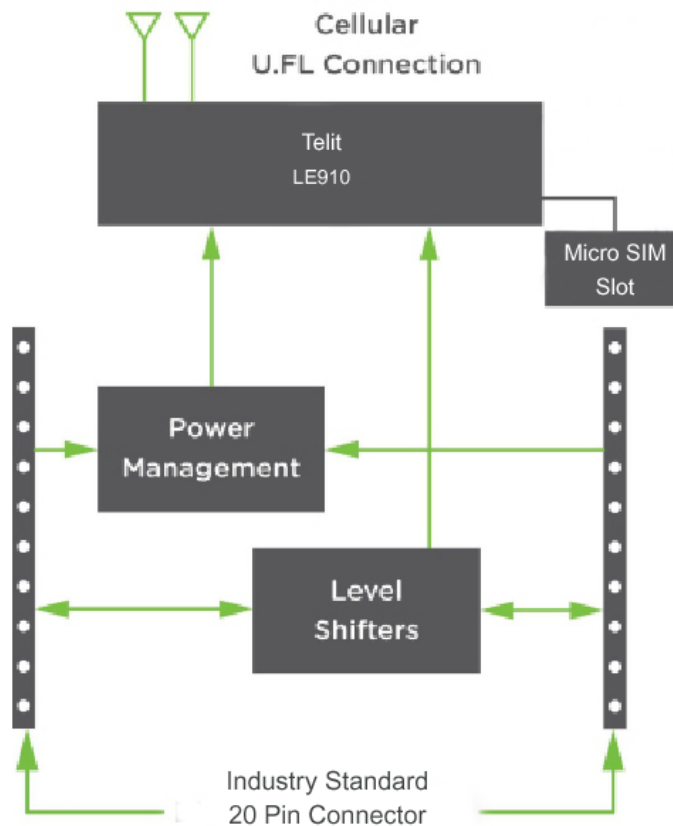 Cellular
U.FL Connection
Telit
LE910
Micro SIM
Slot
Power
Management
Level
Shifters
Industry Standard
20 Pin Connector